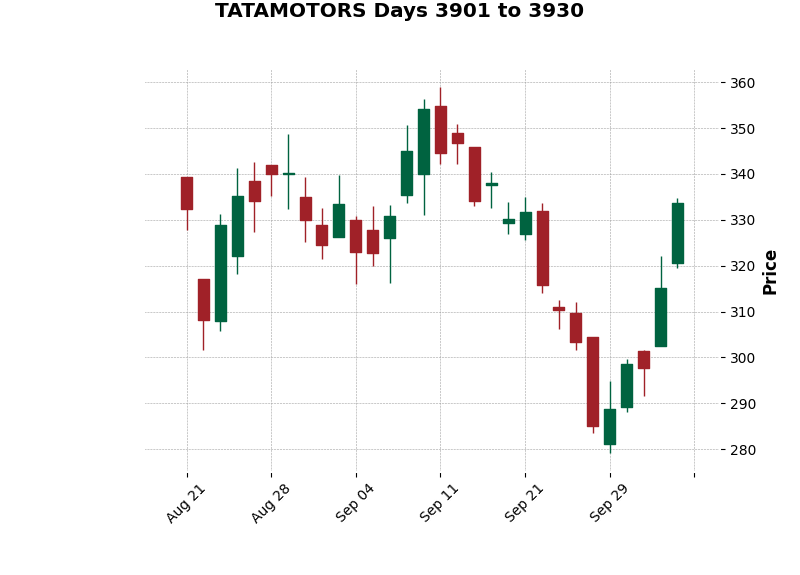 TATAMOTORS Days 3901 to 3930
360
350
340
330
320
310
300
290
280
Price
Aug 21
Aug 28
Sep 04
Sep 11
Sep 21
Sep 29